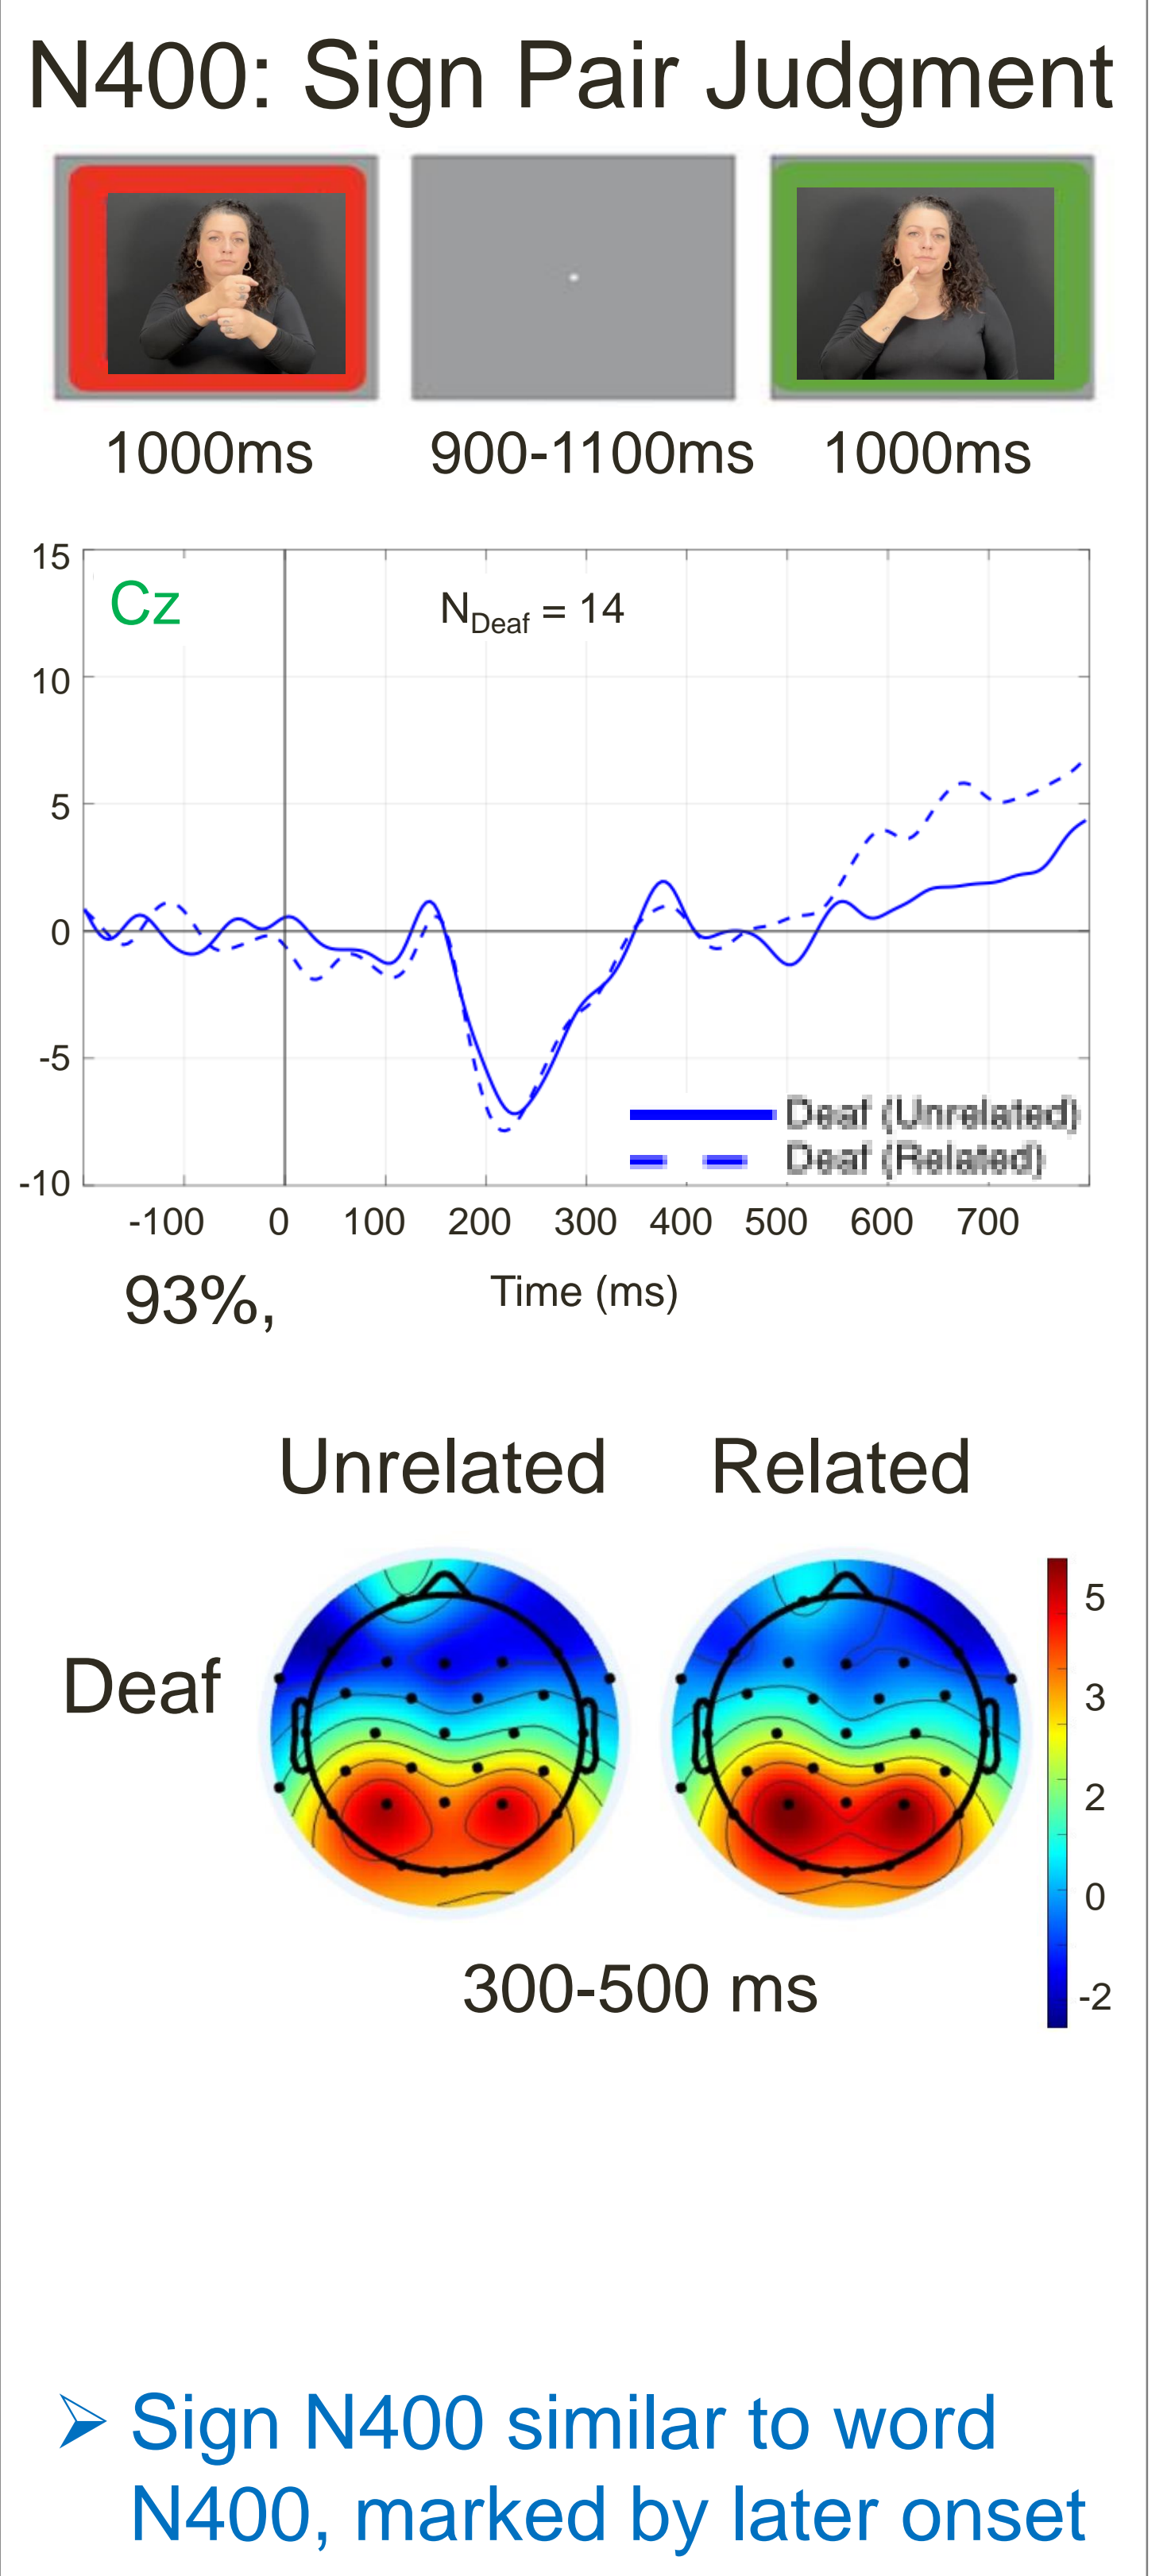 N400: Sign Pair Judgment
1000ms 900-1100ms 1000ms
15
Cz
N_Deaf = 14
10
5
0
-5
Deaf (Unrelated)
Deaf (Related)
-10
-100 0 100 200 300 400 500 600 700
93%,
Time (ms)
Unrelated Related
Deaf
5
3
2
0
-2
300-500 ms
➢ Sign N400 similar to word
N400, marked by later onset